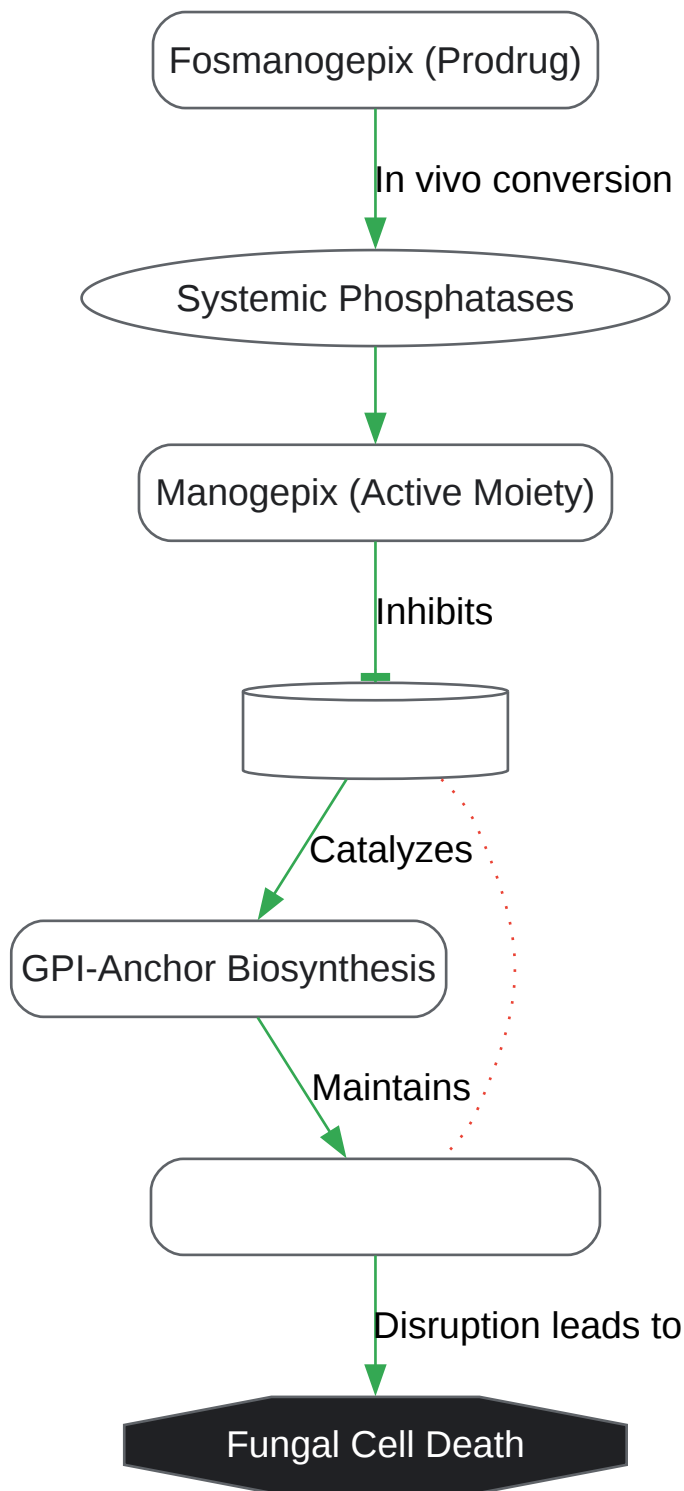 Fosmanogepix (Prodrug)
In vivo conversion
Systemic Phosphatases
Manogepix (Active Moiety)
Inhibits
Catalyzes
GPI-Anchor Biosynthesis
Maintains
Disruption leads to
Fungal Cell Death